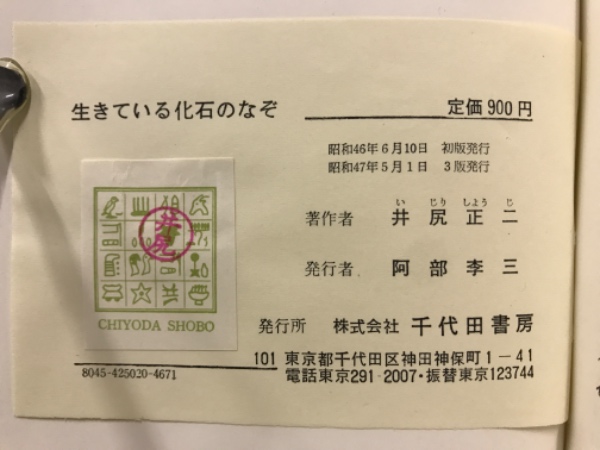 生きている化石のなぞ
定価 900 円
昭和46年6月10日 初版発行
昭和47年5月1日 3版発行
い じり しよう じ
著作者 井尻正二
発行者 阿部李三
井尻
CHIYODA SHOBO
発行所 株式会社 千代田書房
101 東京都千代田区神田神保町1-41
8045-425020-4671
電話東京291-2007・振替東京123744